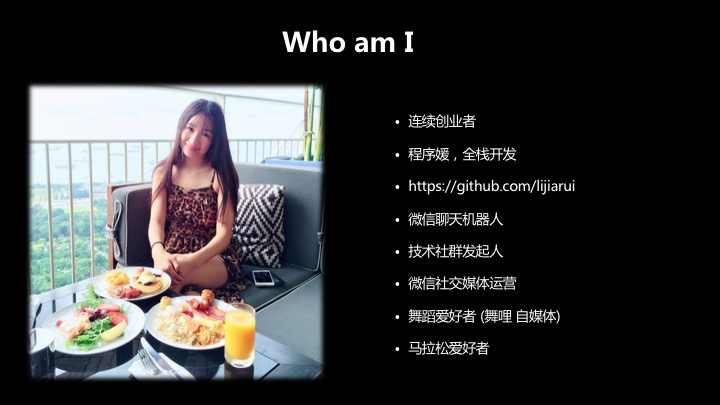 Who am I
• 连续创业者
• 程序媛，全栈开发
• https://github.com/lijiarui
• 微信聊天机器人
• 技术社群发起人
• 微信社交媒体运营
• 舞蹈爱好者 (舞哩 自媒体)
• 马拉松爱好者